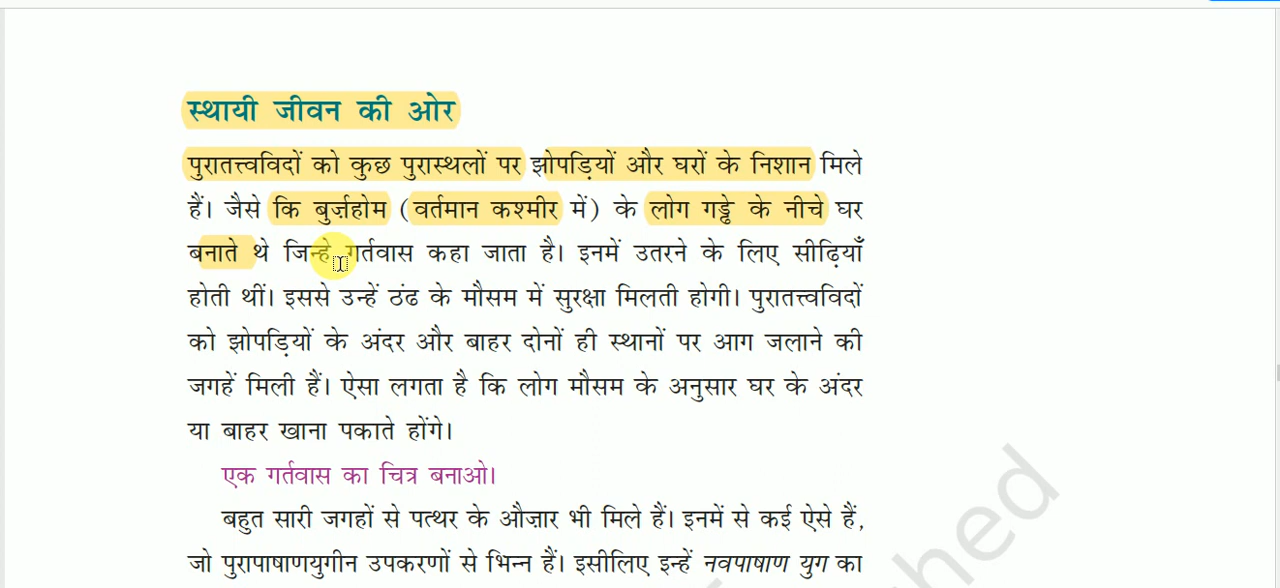 स्थायी जीवन की ओर
पुरातत्त्वविदों को कुछ पुरास्थलों पर झोपड़ियों और घरों के निशान मिले
हैं। जैसे कि बुर्ज़होम (वर्तमान कश्मीर में) के लोग गड्ढे के नीचे घर
बनाते थे जिन्हे गर्तवास कहा जाता है। इनमें उतरने के लिए सीढ़ियाँ
होती थीं। इससे उन्हें ठंढ के मौसम में सुरक्षा मिलती होगी। पुरातत्त्वविदों
को झोपड़ियों के अंदर और बाहर दोनों ही स्थानों पर आग जलाने की
जगहें मिली हैं। ऐसा लगता है कि लोग मौसम के अनुसार घर के अंदर
या बाहर खाना पकाते होंगे।
एक गर्तवास का चित्र बनाओ।
बहुत सारी जगहों से पत्थर के औज़ार भी मिले हैं। इनमें से कई ऐसे हैं,
जो पुरापाषाणयुगीन उपकरणों से भिन्न हैं। इसीलिए इन्हें नवपाषाण युग का